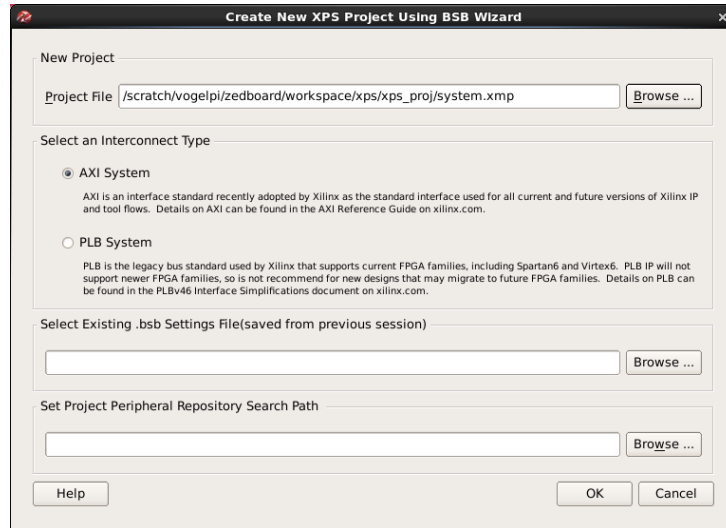 Create New XPS Project Using BSB Wizard
New Project
Project File /scratch/vogelpi/zedboard/workspace/xps/xps_proj/system.xmp Browse ...
Select an Interconnect Type
AXI System
AXI is an interface standard recently adopted by Xilinx as the standard interface used for all current and future versions of Xilinx IP
and tool flows. Details on AXI can be found in the AXI Reference Guide on xilinx.com.
PLB System
PLB is the legacy bus standard used by Xilinx that supports current FPGA families, including Spartan6 and Virtex6. PLB IP will not
support newer FPGA families, so is not recommend for new designs that may migrate to future FPGA families. Details on PLB can
be found in the PLBv46 Interface Simplifications document on xilinx.com.
Select Existing .bsb Settings File(saved from previous session)
Browse ...
Set Project Peripheral Repository Search Path
Browse ...
Help OK Cancel